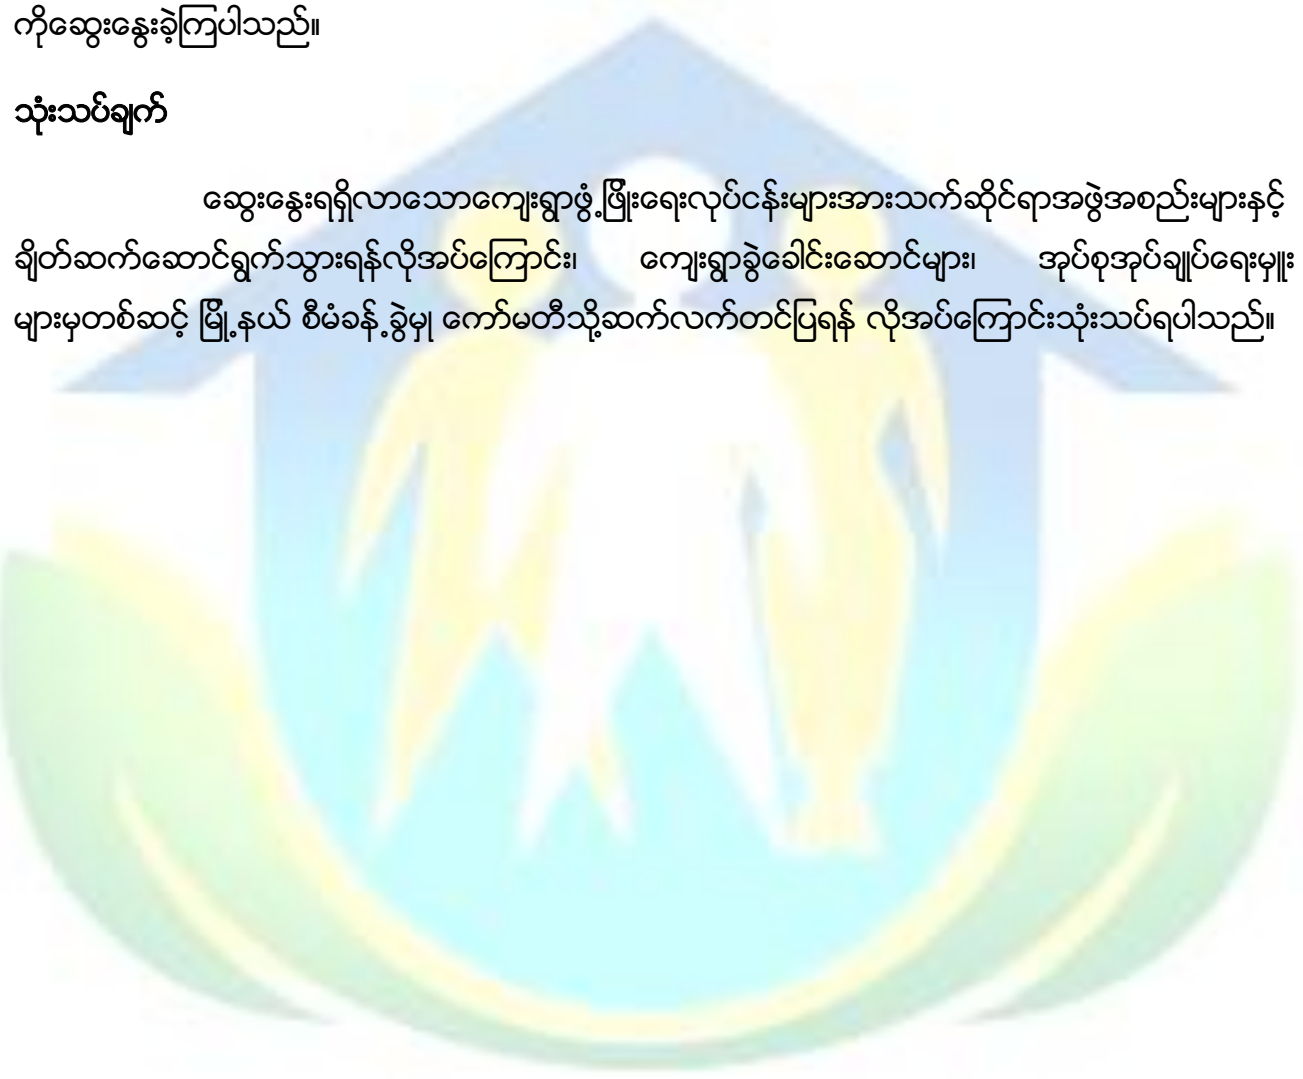 ကိုဆွေးနွေးခဲ့ကြပါသည်။
သုံးသပ်ချက်
ဆွေးနွေးရရှိလာသောကျေးရွာဖွံ့ဖြိုးရေးလုပ်ငန်းများအားသက်ဆိုင်ရာအဖွဲအစည်းများနှင့်
ချိတ်ဆက်ဆောင်ရွက်သွားရန်လိုအပ်ကြောင်း၊ ကျေးရွာခွဲခေါင်းဆောင်များ၊ အုပ်စုအုပ်ချုပ်ရေးမှူး
များမှတစ်ဆင့် မြို့နယ် စီမံခန့်ခွဲမှု ကော်မတီသို့ဆက်လက်တင်ပြရန် လိုအပ်ကြောင်းသုံးသပ်ရပါသည်။